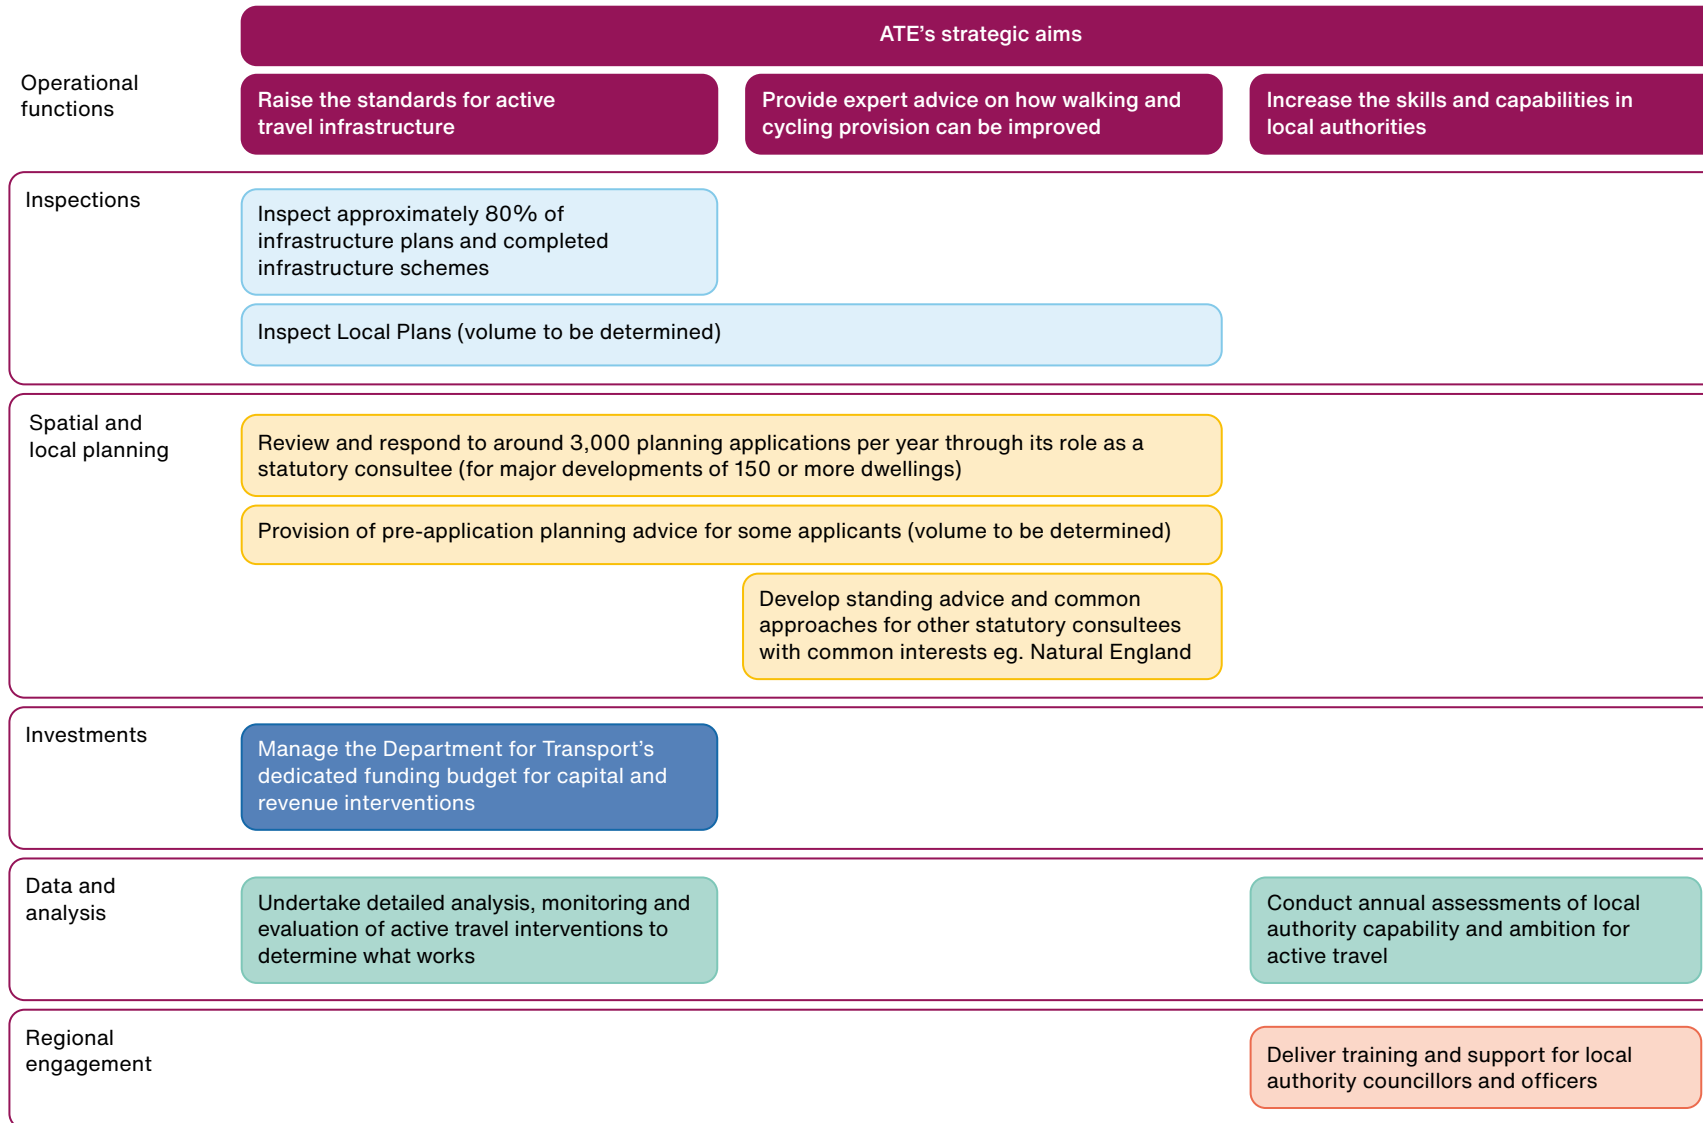 ATE's strategic aims
Operational
functions
Raise the standards for active
travel infrastructure
Provide expert advice on how walking and
cycling provision can be improved
Increase the skills and capabilities in
local authorities
Inspections
Inspect approximately 80% of
infrastructure plans and completed
infrastructure schemes
Inspect Local Plans (volume to be determined)
Spatial and
local planning
Review and respond to around 3,000 planning applications per year through its role as a
statutory consultee (for major developments of 150 or more dwellings)
Provision of pre-application planning advice for some applicants (volume to be determined)
Develop standing advice and common
approaches for other statutory consultees
with common interests eg. Natural England
Investments
Manage the Department for Transport's
dedicated funding budget for capital and
revenue interventions
Data and
analysis
Undertake detailed analysis, monitoring and
evaluation of active travel interventions to
determine what works
Conduct annual assessments of local
authority capability and ambition for
active travel
Regional
engagement
Deliver training and support for local
authority councillors and officers